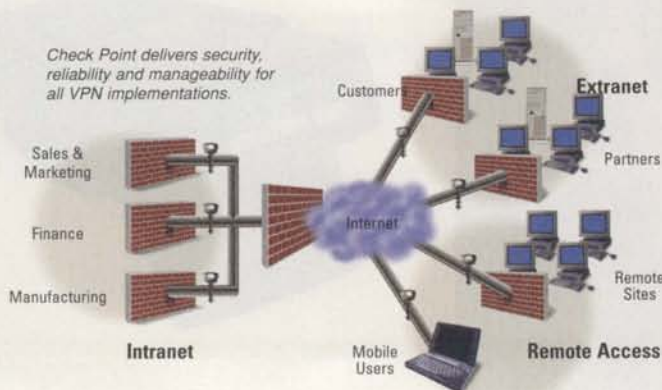 Check Point delivers security,
reliability and manageability for
all VPN implementations.
Customers
Extranet
Sales &
Marketing
Partners
Finance
Internet
Manufacturing
Remote
Sites
Intranet
Mobile
Users
Remote Access